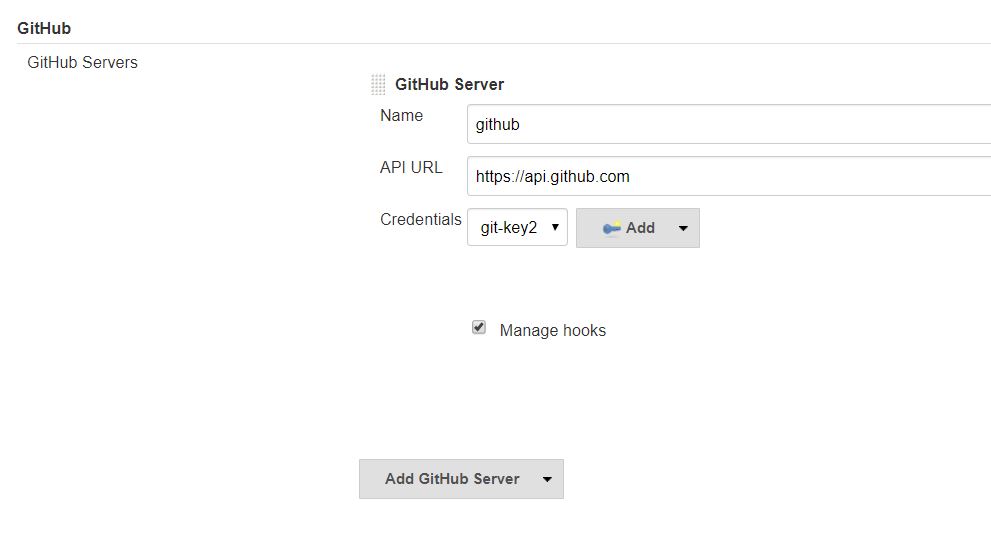 GitHub
GitHub Servers
GitHub Server
Name
github
API URL
https://api.github.com
Credentials
git-key2
Add
Manage hooks
Add GitHub Server